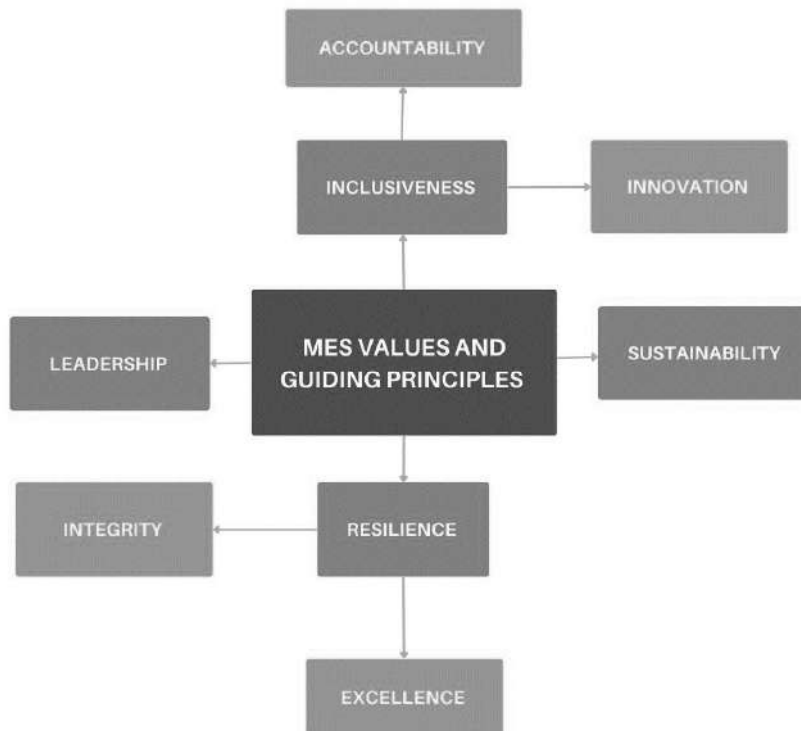 ACCOUNTABILITY
INCLUSIVENESS
INNOVATION
MES VALUES AND
GUIDING PRINCIPLES
LEADERSHIP
SUSTAINABILITY
INTEGRITY
RESILIENCE
EXCELLENCE